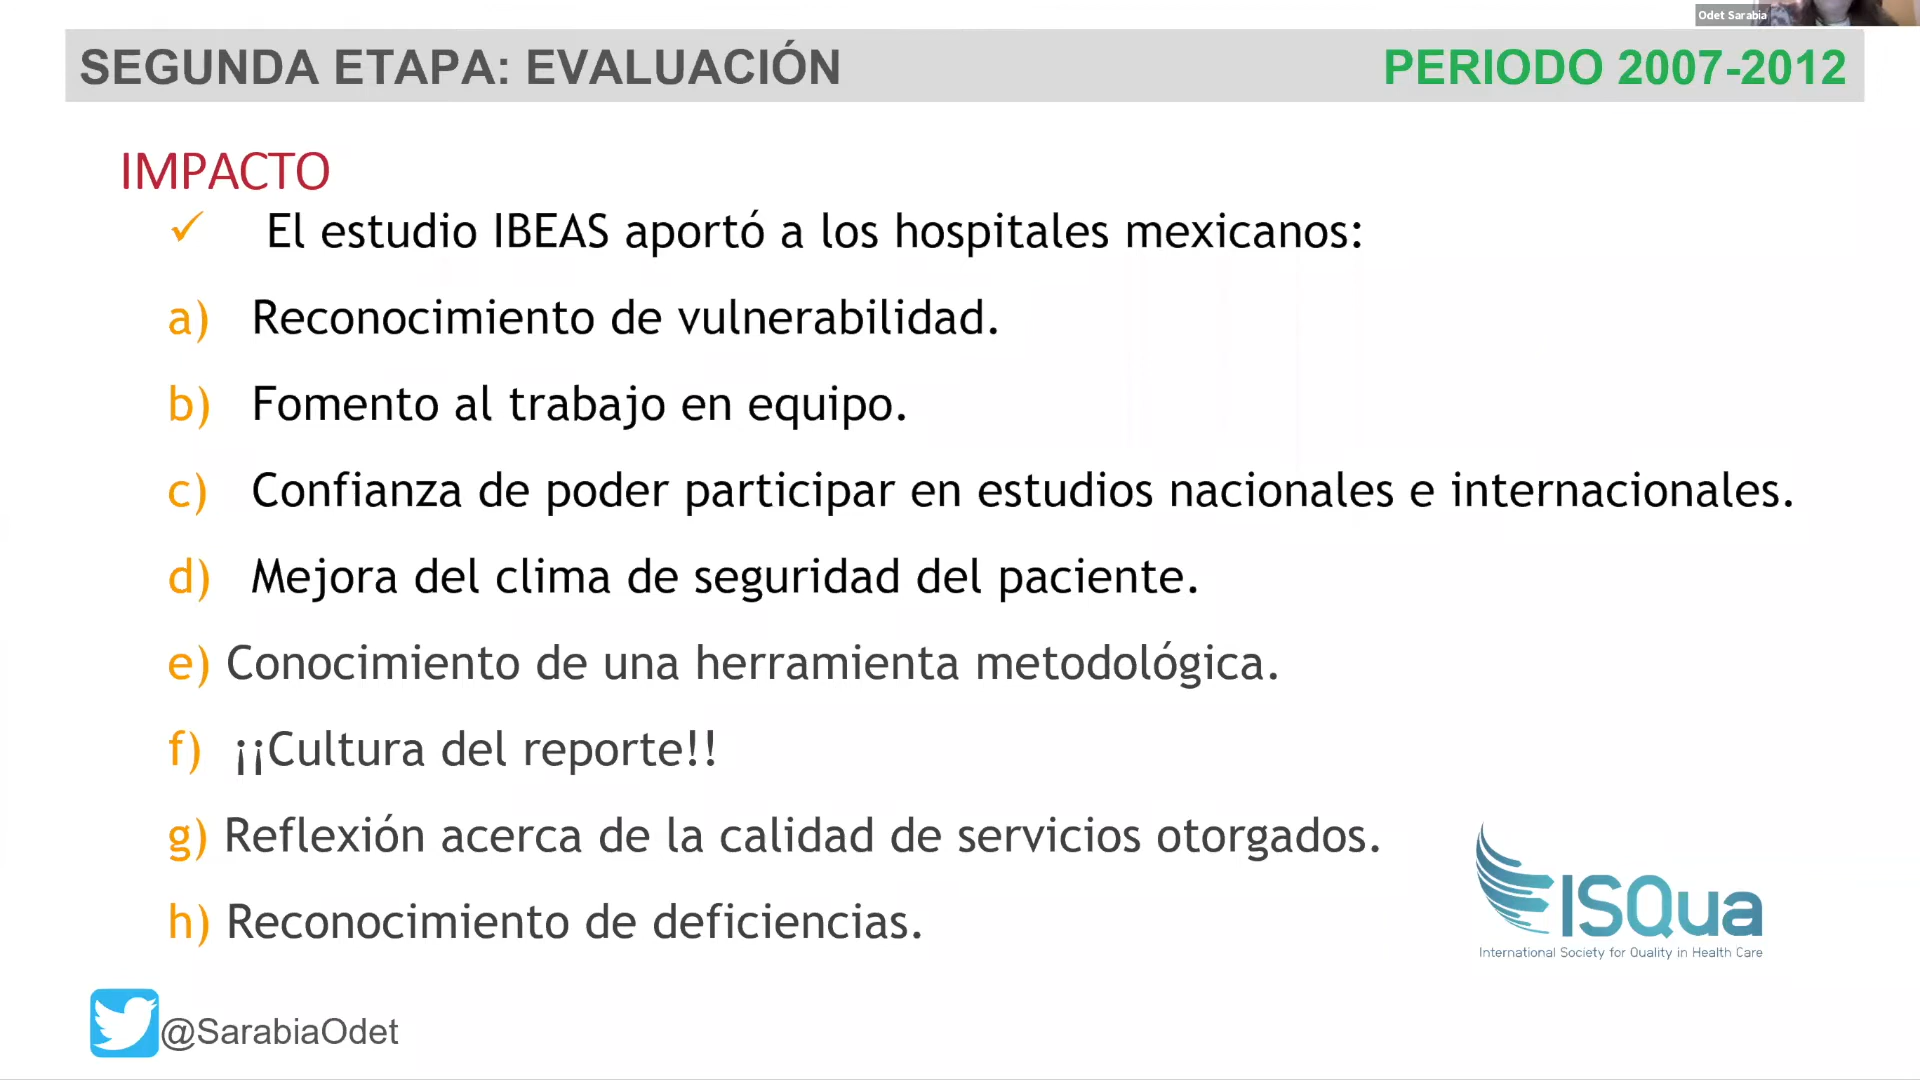 Odet Sarabia
SEGUNDA ETAPA: EVALUACIÓN PERIODO 2007-2012
IMPACTO
✓ El estudio IBEAS aportó a los hospitales mexicanos:
a) Reconocimiento de vulnerabilidad.
b) Fomento al trabajo en equipo.
c) Confianza de poder participar en estudios nacionales e internacionales.
d) Mejora del clima de seguridad del paciente.
e) Conocimiento de una herramienta metodológica.
f) ¡¡Cultura del reporte!!
g) Reflexión acerca de la calidad de servicios otorgados.
h) Reconocimiento de deficiencias.
ISQua
International Society for Quality in Health Care
@SarabiaOdet